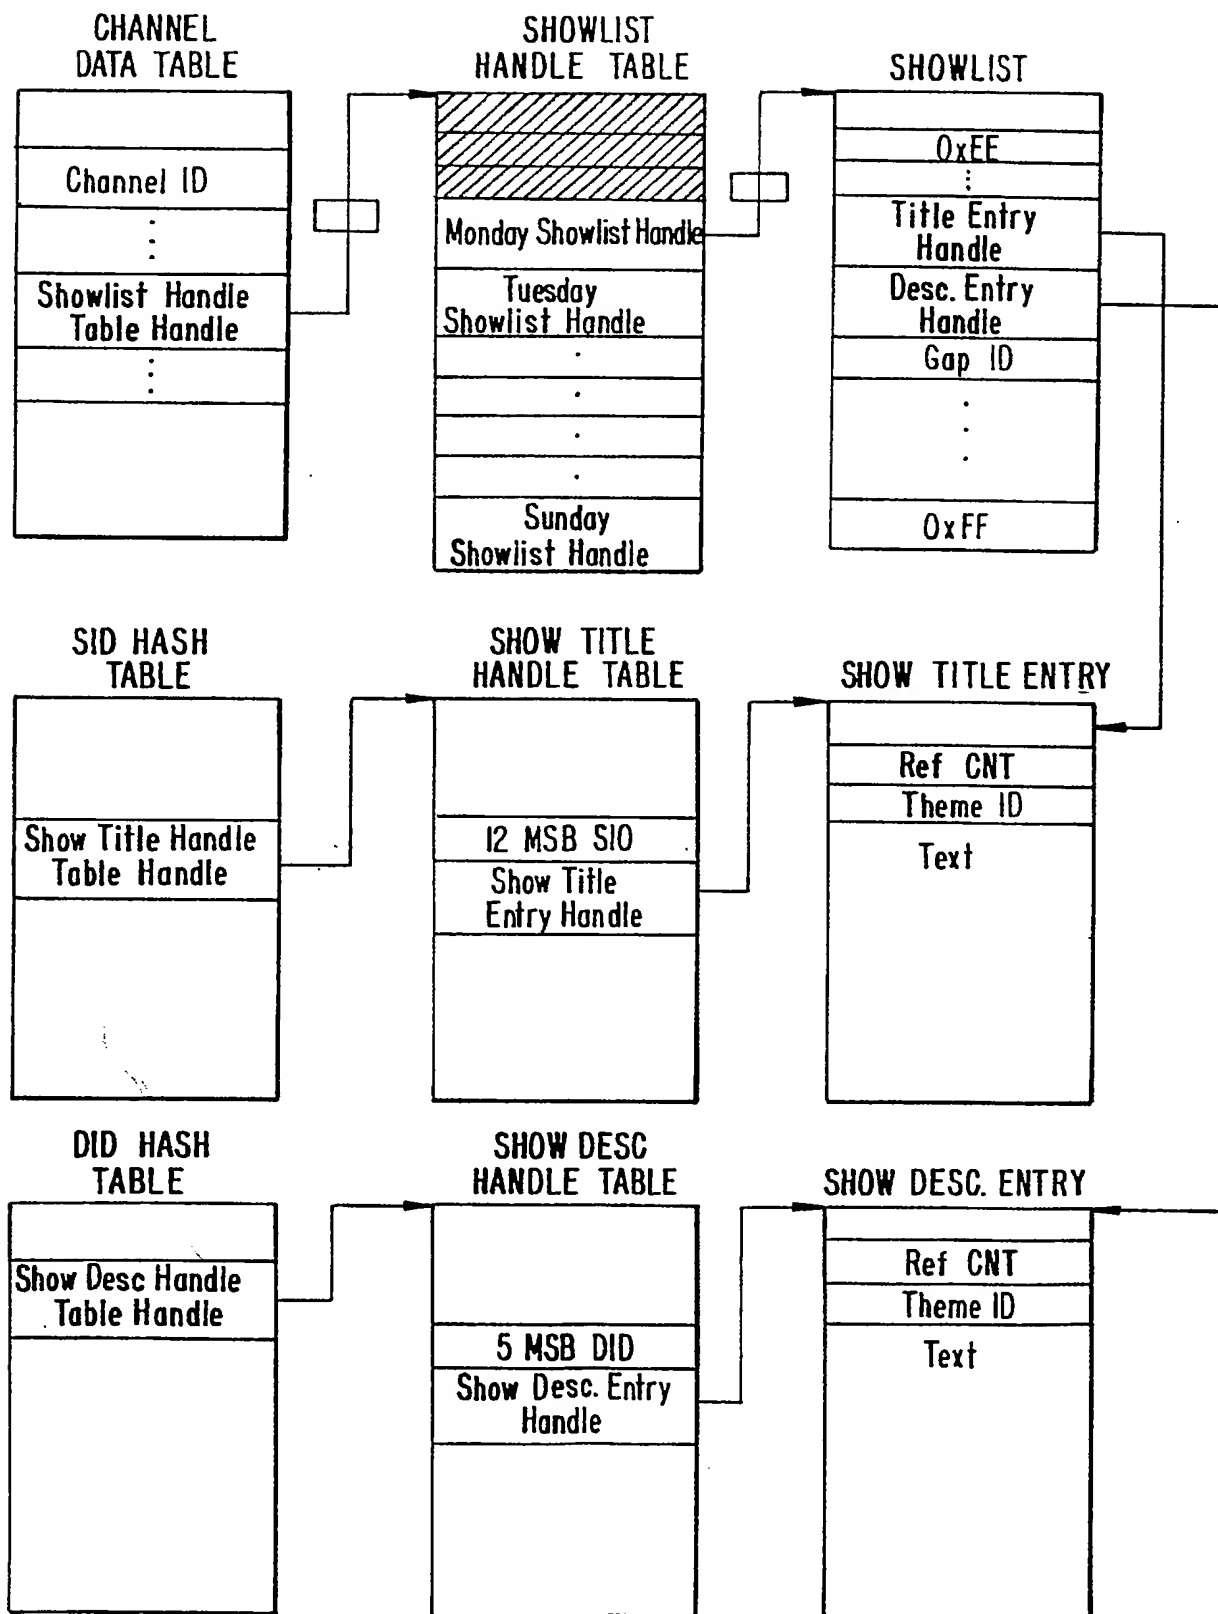 CHANNEL
DATA TABLE
Channel ID
Showlist Handle
Table Handle
SHOWLIST
HANDLE TABLE
Monday Showlist Handle
Tuesday
Showlist Handle
Sunday
Showlist Handle
SHOWLIST
0xEE
Title Entry
Handle
Desc. Entry
Handle
Gap ID
0xFF
SID HASH
TABLE
Show Title Handle
Table Handle
SHOW TITLE
HANDLE TABLE
12 MSB SIO
Show Title
Entry Handle
SHOW TITLE ENTRY
Ref CNT
Theme ID
Text
DID HASH
TABLE
Show Desc Handle
Table Handle
SHOW DESC
HANDLE TABLE
5 MSB DID
Show Desc. Entry
Handle
SHOW DESC. ENTRY
Ref CNT
Theme ID
Text